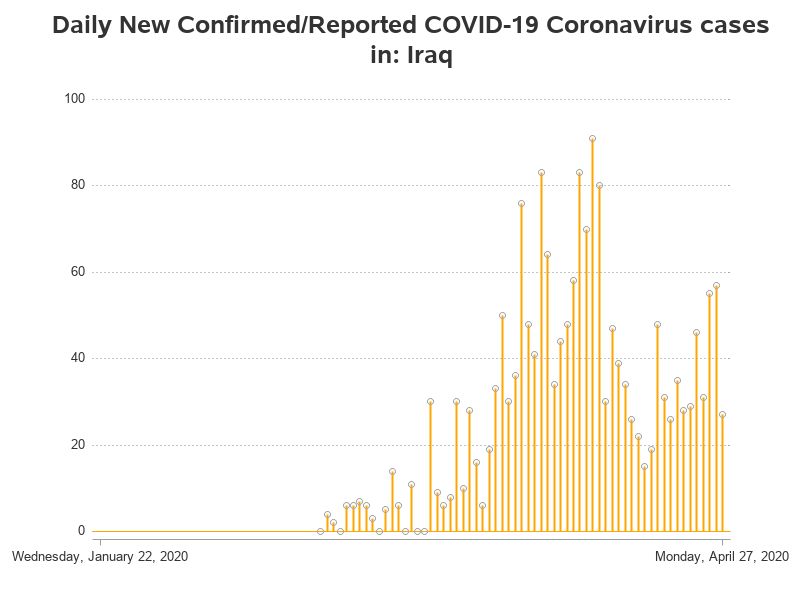 Daily New Confirmed/Reported COVID-19 Coronavirus cases
in: Iraq
100
80
60
40
20
0
Wednesday, January 22, 2020 Monday, April 27, 2020